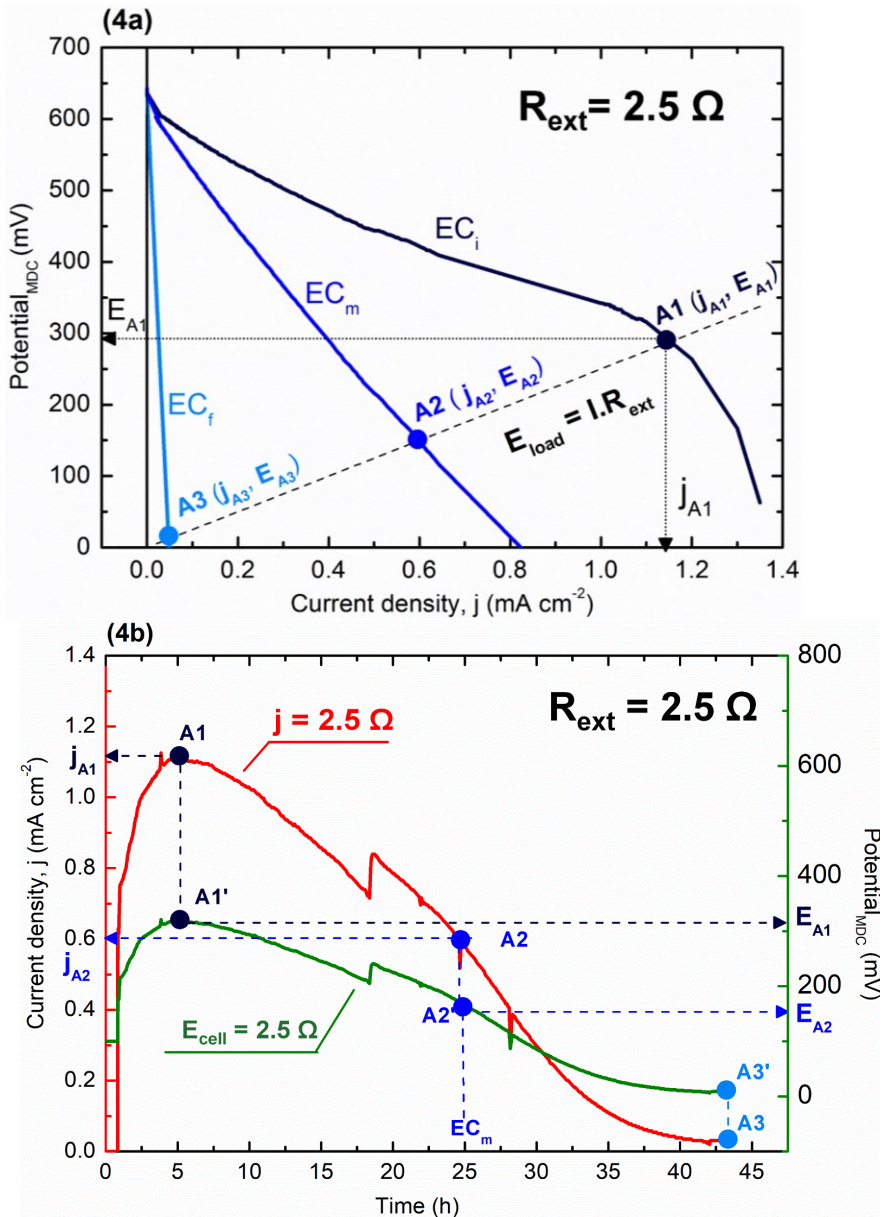 (4a)
700
600
500
400
300
200
100
0
Potential_MDC (mV)
R_ext = 2.5 Ω
EC_i
EC_m
EC_f
E_A1
A1 (j_A1, E_A1)
A2 (j_A2, E_A2)
A3 (j_A3, E_A3)
E_load = I.R_ext
j_A1
0.0 0.2 0.4 0.6 0.8 1.0 1.2 1.4
Current density, j (mA cm⁻²)
(4b)
1.4
1.2
1.0
0.8
0.6
0.4
0.2
0.0
Current density, j (mA cm⁻²)
R_ext = 2.5 Ω
j = 2.5 Ω
A1
j_A1
A1'
E_A1
A2
j_A2
A2'
E_A2
E_cell = 2.5 Ω
EC_m
A3'
A3
800
600
400
200
0
Potential_MDC (mV)
0 5 10 15 20 25 30 35 40 45
Time (h)